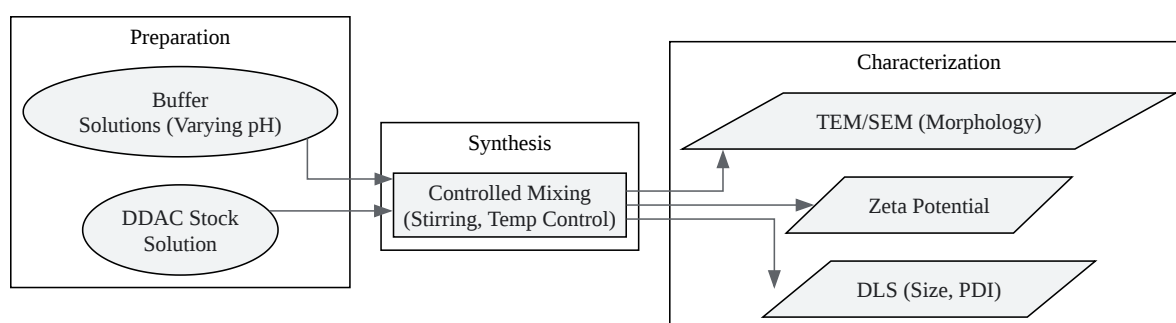 Preparation
Buffer
Solutions (Varying pH)
DDAC Stock
Solution
Synthesis
Controlled Mixing
(Stirring, Temp Control)
Characterization
TEM/SEM (Morphology)
Zeta Potential
DLS (Size, PDI)